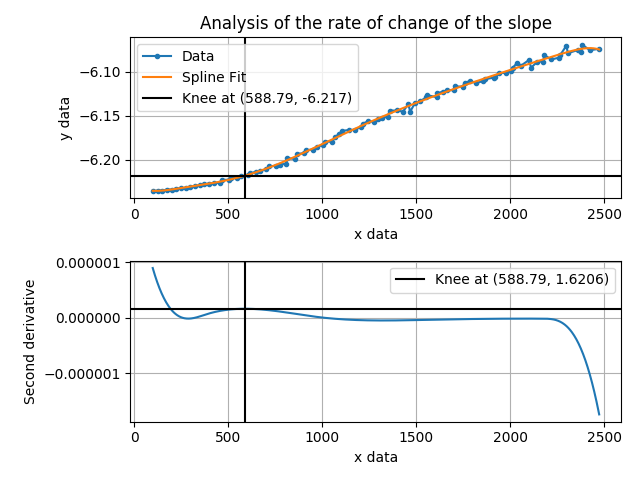 Analysis of the rate of change of the slope
Data
Spline Fit
Knee at (588.79, -6.217)
y data
−6.10
−6.15
−6.20
0 500 1000 1500 2000 2500
x data
Knee at (588.79, 1.6206)
Second derivative
0.000001
0.000000
−0.000001
0 500 1000 1500 2000 2500
x data